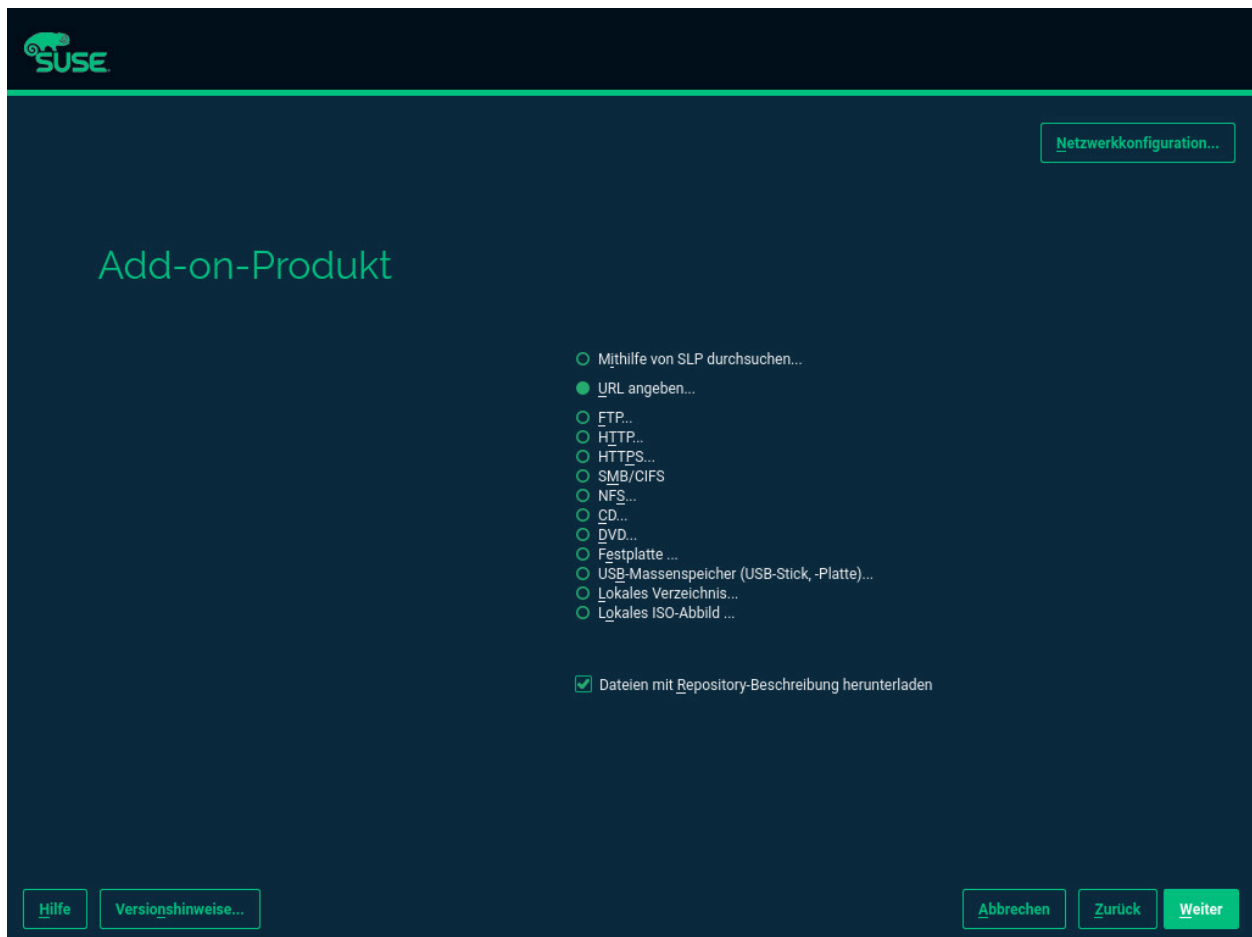 SUSE
Netzwerkkonfiguration...
Add-on-Produkt
Mithilfe von SLP durchsuchen...
URL angeben...
FTP...
HTTP...
HTTPS...
SMB/CIFS
NFS...
CD...
DVD...
Festplatte ...
USB-Massenspeicher (USB-Stick, -Platte)...
Lokales Verzeichnis...
Lokales ISO-Abbild ...
Dateien mit Repository-Beschreibung herunterladen
Hilfe Versionshinweise... Abbrechen Zurück Weiter